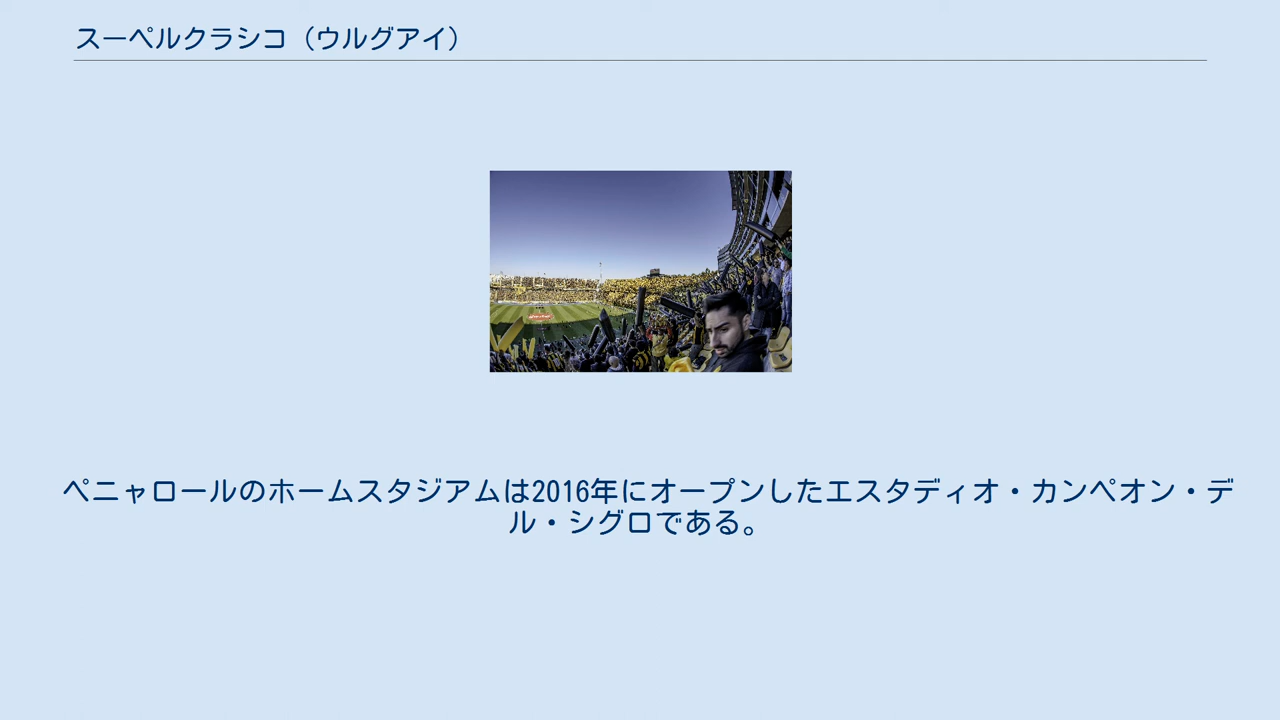 スーペルクラシコ（ウルグアイ）
ペニャロールのホームスタジアムは2016年にオープンしたエスタディオ・カンペオン・デ
ル・シグロである。